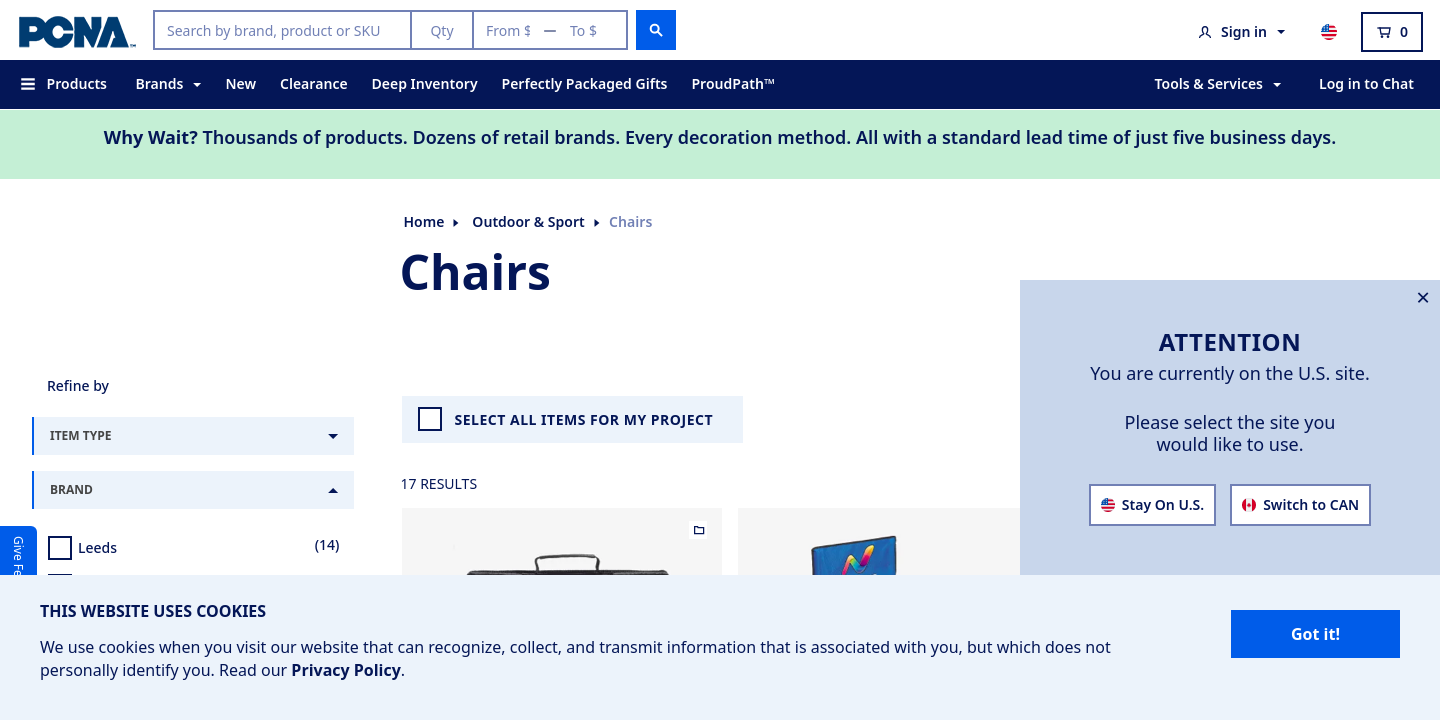 PCNA™
Search by brand, product or SKU
Qty
From $ — To $
Sign in
0
Products
Brands
New
Clearance
Deep Inventory
Perfectly Packaged Gifts
ProudPath™
Tools & Services
Log in to Chat
Why Wait? Thousands of products. Dozens of retail brands. Every decoration method. All with a standard lead time of just five business days.
Home
Outdoor & Sport
Chairs
Chairs
ATTENTION
You are currently on the U.S. site.
Please select the site you
would like to use.
Stay On U.S.
Switch to CAN
Refine by
ITEM TYPE
BRAND
Leeds
(14)
SELECT ALL ITEMS FOR MY PROJECT
17 RESULTS
Give Fe
THIS WEBSITE USES COOKIES
We use cookies when you visit our website that can recognize, collect, and transmit information that is associated with you, but which does not
personally identify you. Read our Privacy Policy.
Got it!